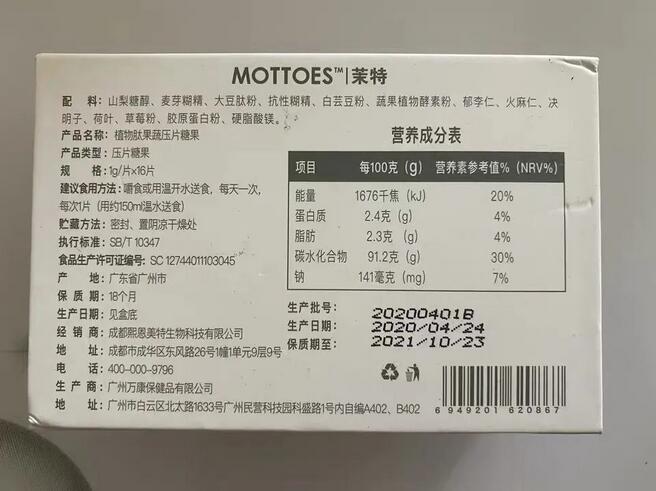 MOTTOES™|茉特
配 料：山梨糖醇、麦芽糊精、大豆肽粉、抗性糊精、白芸豆粉、蔬果植物酵素粉、郁李仁、火麻仁、决
明子、荷叶、草莓粉、胶原蛋白粉、硬脂酸镁。
产品名称：植物肽果蔬压片糖果
产品类型：压片糖果
规 格：1g/片×16片
建议食用方法：嚼食或用温开水送食，每天一次，
每次1片（用约150ml温水送食）
贮藏方法：密封、置阴凉干燥处
执行标准：SB/T 10347
食品生产许可证编号：SC 12744011103045
产 地：广东省广州市
保 质 期：18个月
生产日期：见盒底
经 销 商：成都熙恩美特生物科技有限公司
地 址：成都市成华区东风路26号1幢1单元9层9号
电 话：400-000-9796
生 产 商：广州万康保健品有限公司
地 址：广州市白云区北太路1633号广州民营科技园科盛路1号内自编A402、B402
营养成分表
项目 每100克（g） 营养素参考值%（NRV%）
能量 1676千焦（kJ） 20%
蛋白质 2.4克（g） 4%
脂肪 2.3克（g） 4%
碳水化合物 91.2克（g） 30%
钠 141毫克（mg） 7%
生产批号：20200401B
生产日期：2020/04/24
保质期至：2021/10/23
6 949201 620867